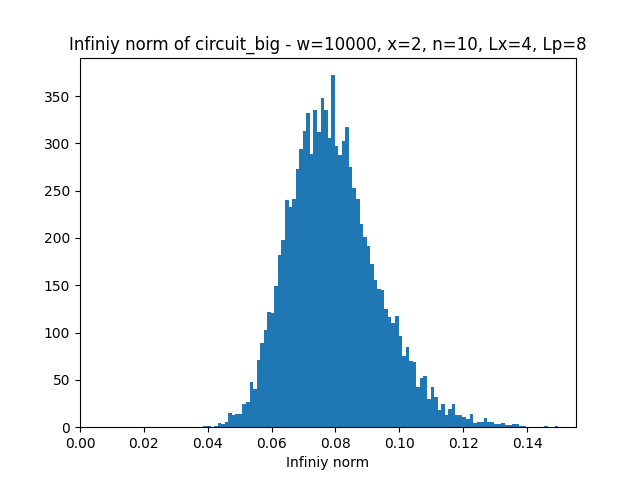 Infiniy norm of circuit_big - w=10000, x=2, n=10, Lx=4, Lp=8
350
300
250
200
150
100
50
0
0.00 0.02 0.04 0.06 0.08 0.10 0.12 0.14
Infiniy norm